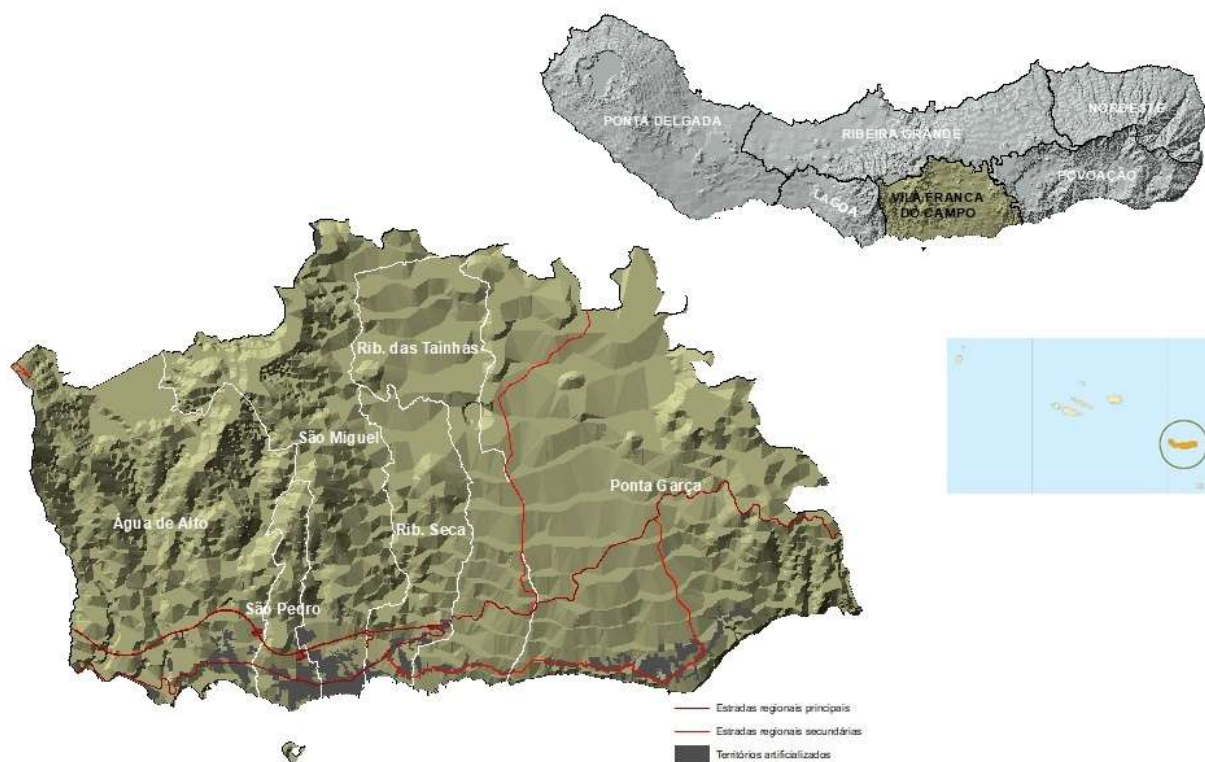 PONTA DELGADA
RIBEIRA GRANDE
NORDESTE
POVOAÇÃO
LAGOA
VILA FRANCA
DO CAMPO
Rib. das Tainhas
São Miguel
Ponta Garça
Água de Alto
Rib. Seca
São Pedro
Estradas regionais principais
Estradas regionais secundárias
Territórios artificializados